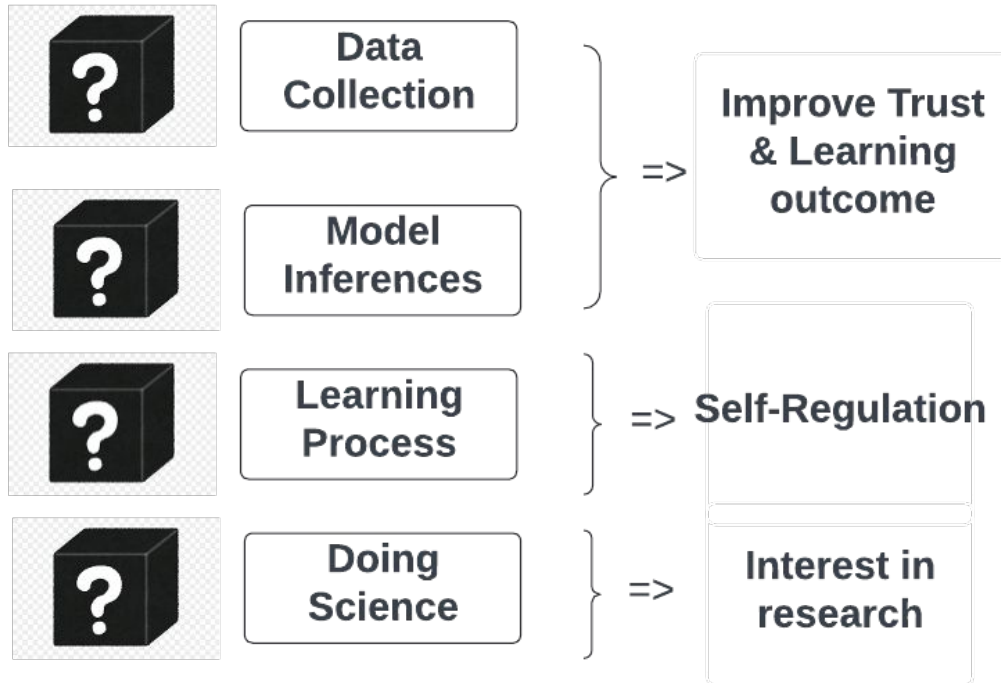 ?
Data
Collection
=>
Improve Trust
& Learning
outcome
?
Model
Inferences
?
Learning
Process
=>
Self-Regulation
?
Doing
Science
=>
Interest in
research